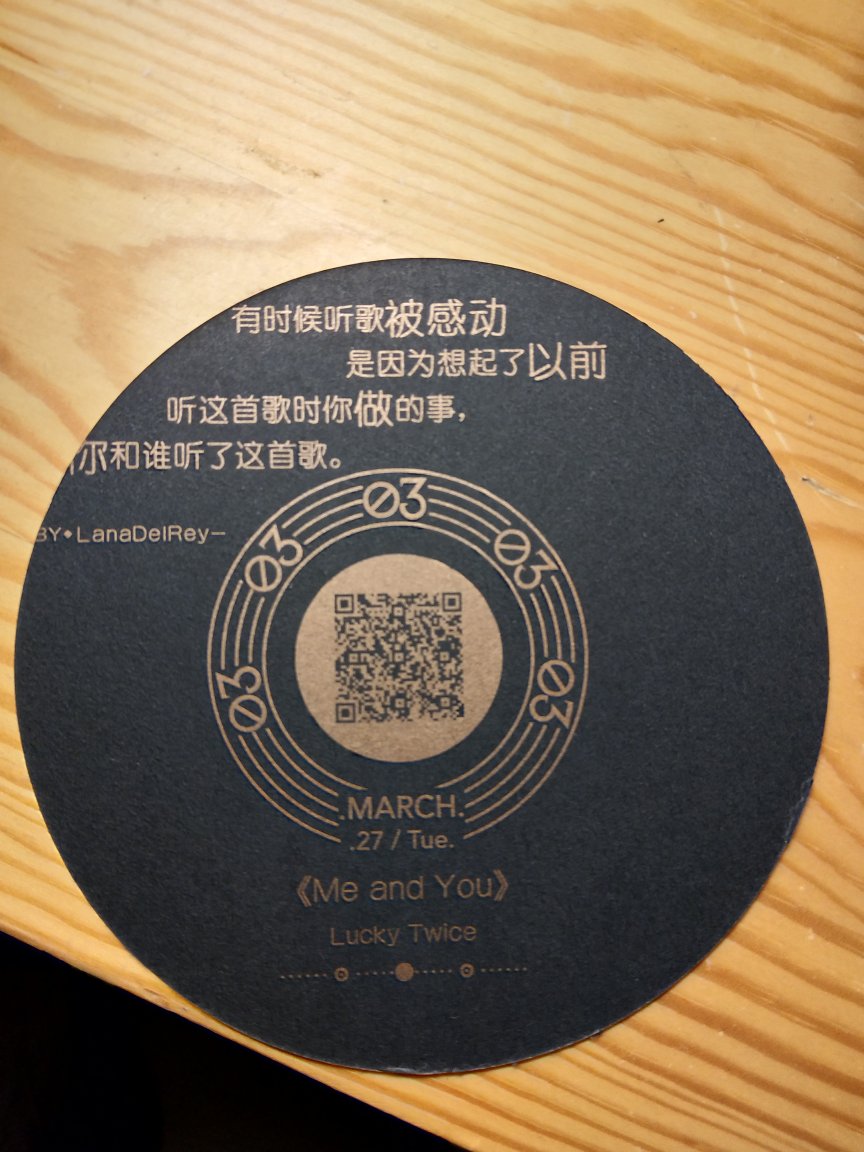 有时候听歌被感动
是因为想起了以前
听这首歌时你做的事，
你和谁听了这首歌。
BY•LanaDelRey-
03
03
03
03
03
.MARCH.
.27 / Tue.
《Me and You》
Lucky Twice